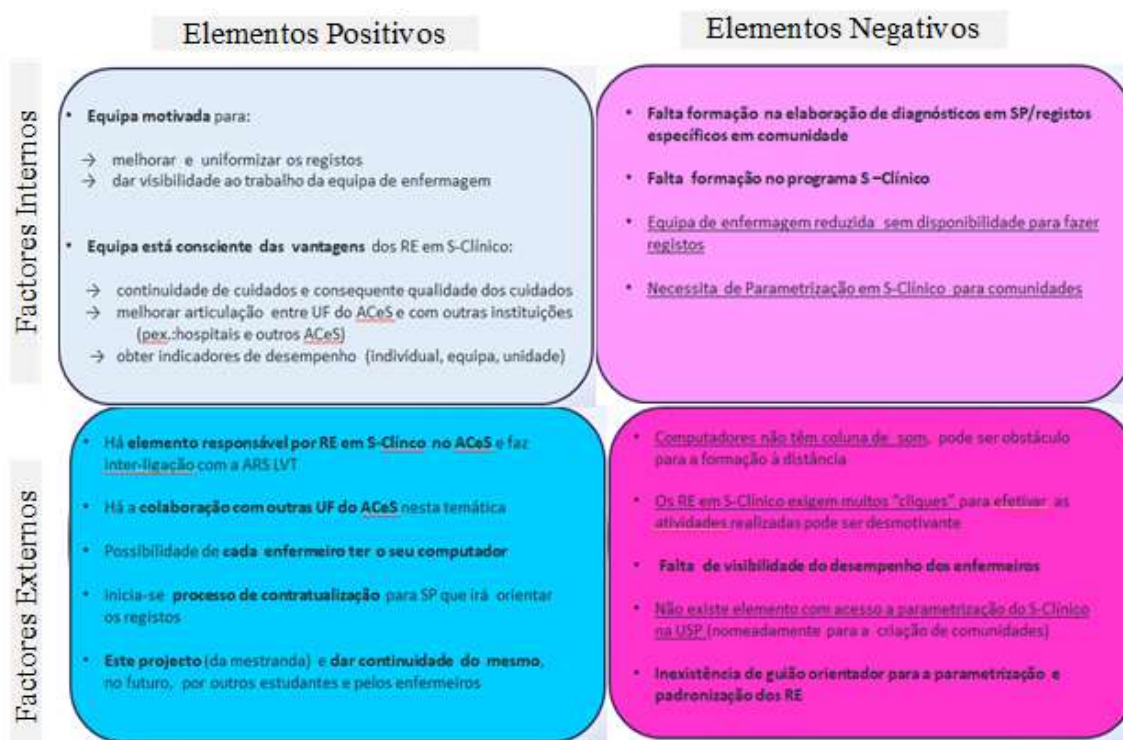 Elementos Positivos
Elementos Negativos
Factores Internos
• Equipa motivada para:
→ melhorar e uniformizar os registos
→ dar visibilidade ao trabalho da equipa de enfermagem
• Equipa está consciente das vantagens dos RE em S-Clínico:
→ continuidade de cuidados e consequente qualidade dos cuidados
→ melhorar articulação entre UF do ACeS e com outras instituições
(pex.:hospitais e outros ACeS)
→ obter indicadores de desempenho (individual, equipa, unidade)
• Falta formação na elaboração de diagnósticos em SP/registos
específicos em comunidade
• Falta formação no programa S –Clínico
• Equipa de enfermagem reduzida sem disponibilidade para fazer
registos
• Necessita de Parametrização em S-Clínico para comunidades
Factores Externos
• Há elemento responsável por RE em S-Clínco no ACeS e faz
inter-ligação com a ARS LVT
• Há a colaboração com outras UF do ACeS nesta temática
• Possibilidade de cada enfermeiro ter o seu computador
• Inicia-se processo de contratualização para SP que irá orientar
os registos
• Este projecto (da mestranda) e dar continuidade do mesmo,
no futuro, por outros estudantes e pelos enfermeiros
• Computadores não têm coluna de som, pode ser obstáculo
para a formação à distância
• Os RE em S-Clínico exigem muitos "cliques" para efetivar as
atividades realizadas pode ser desmotivante
• Falta de visibilidade do desempenho dos enfermeiros
• Não existe elemento com acesso a parametrização do S-Clínico
na USP (nomeadamente para a criação de comunidades)
• Inexistência de guião orientador para a parametrização e
padronização dos RE